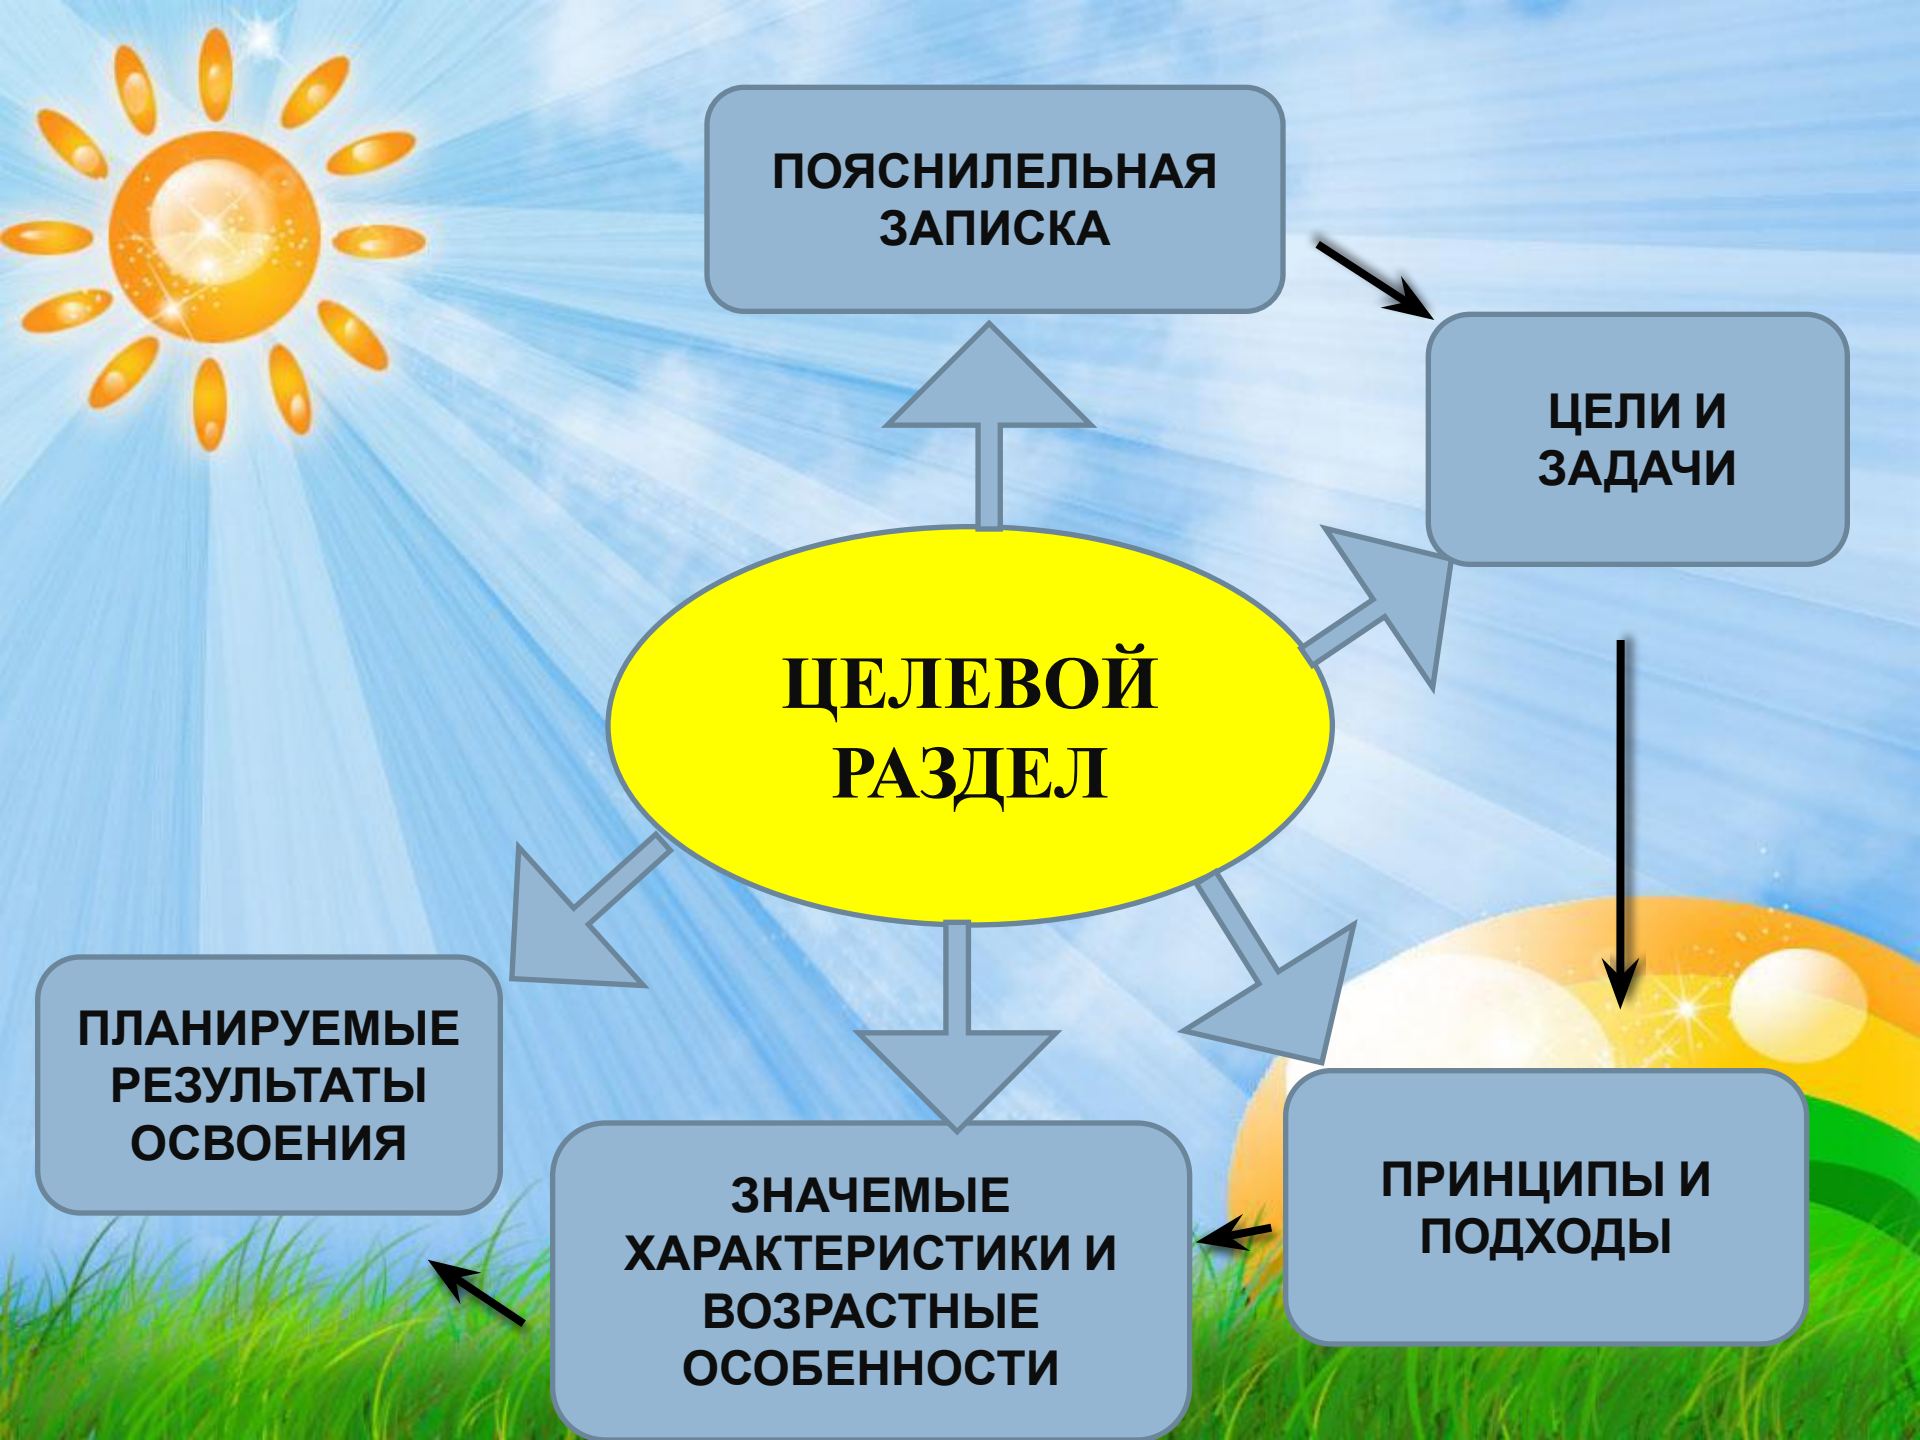 ПОЯСНИЛЕЛЬНАЯ
ЗАПИСКА
ЦЕЛИ И
ЗАДАЧИ
ЦЕЛЕВОЙ
РАЗДЕЛ
ПЛАНИРУЕМЫЕ
РЕЗУЛЬТАТЫ
ОСВОЕНИЯ
ЗНАЧЕМЫЕ
ХАРАКТЕРИСТИКИ И
ВОЗРАСТНЫЕ
ОСОБЕННОСТИ
ПРИНЦИПЫ И
ПОДХОДЫ